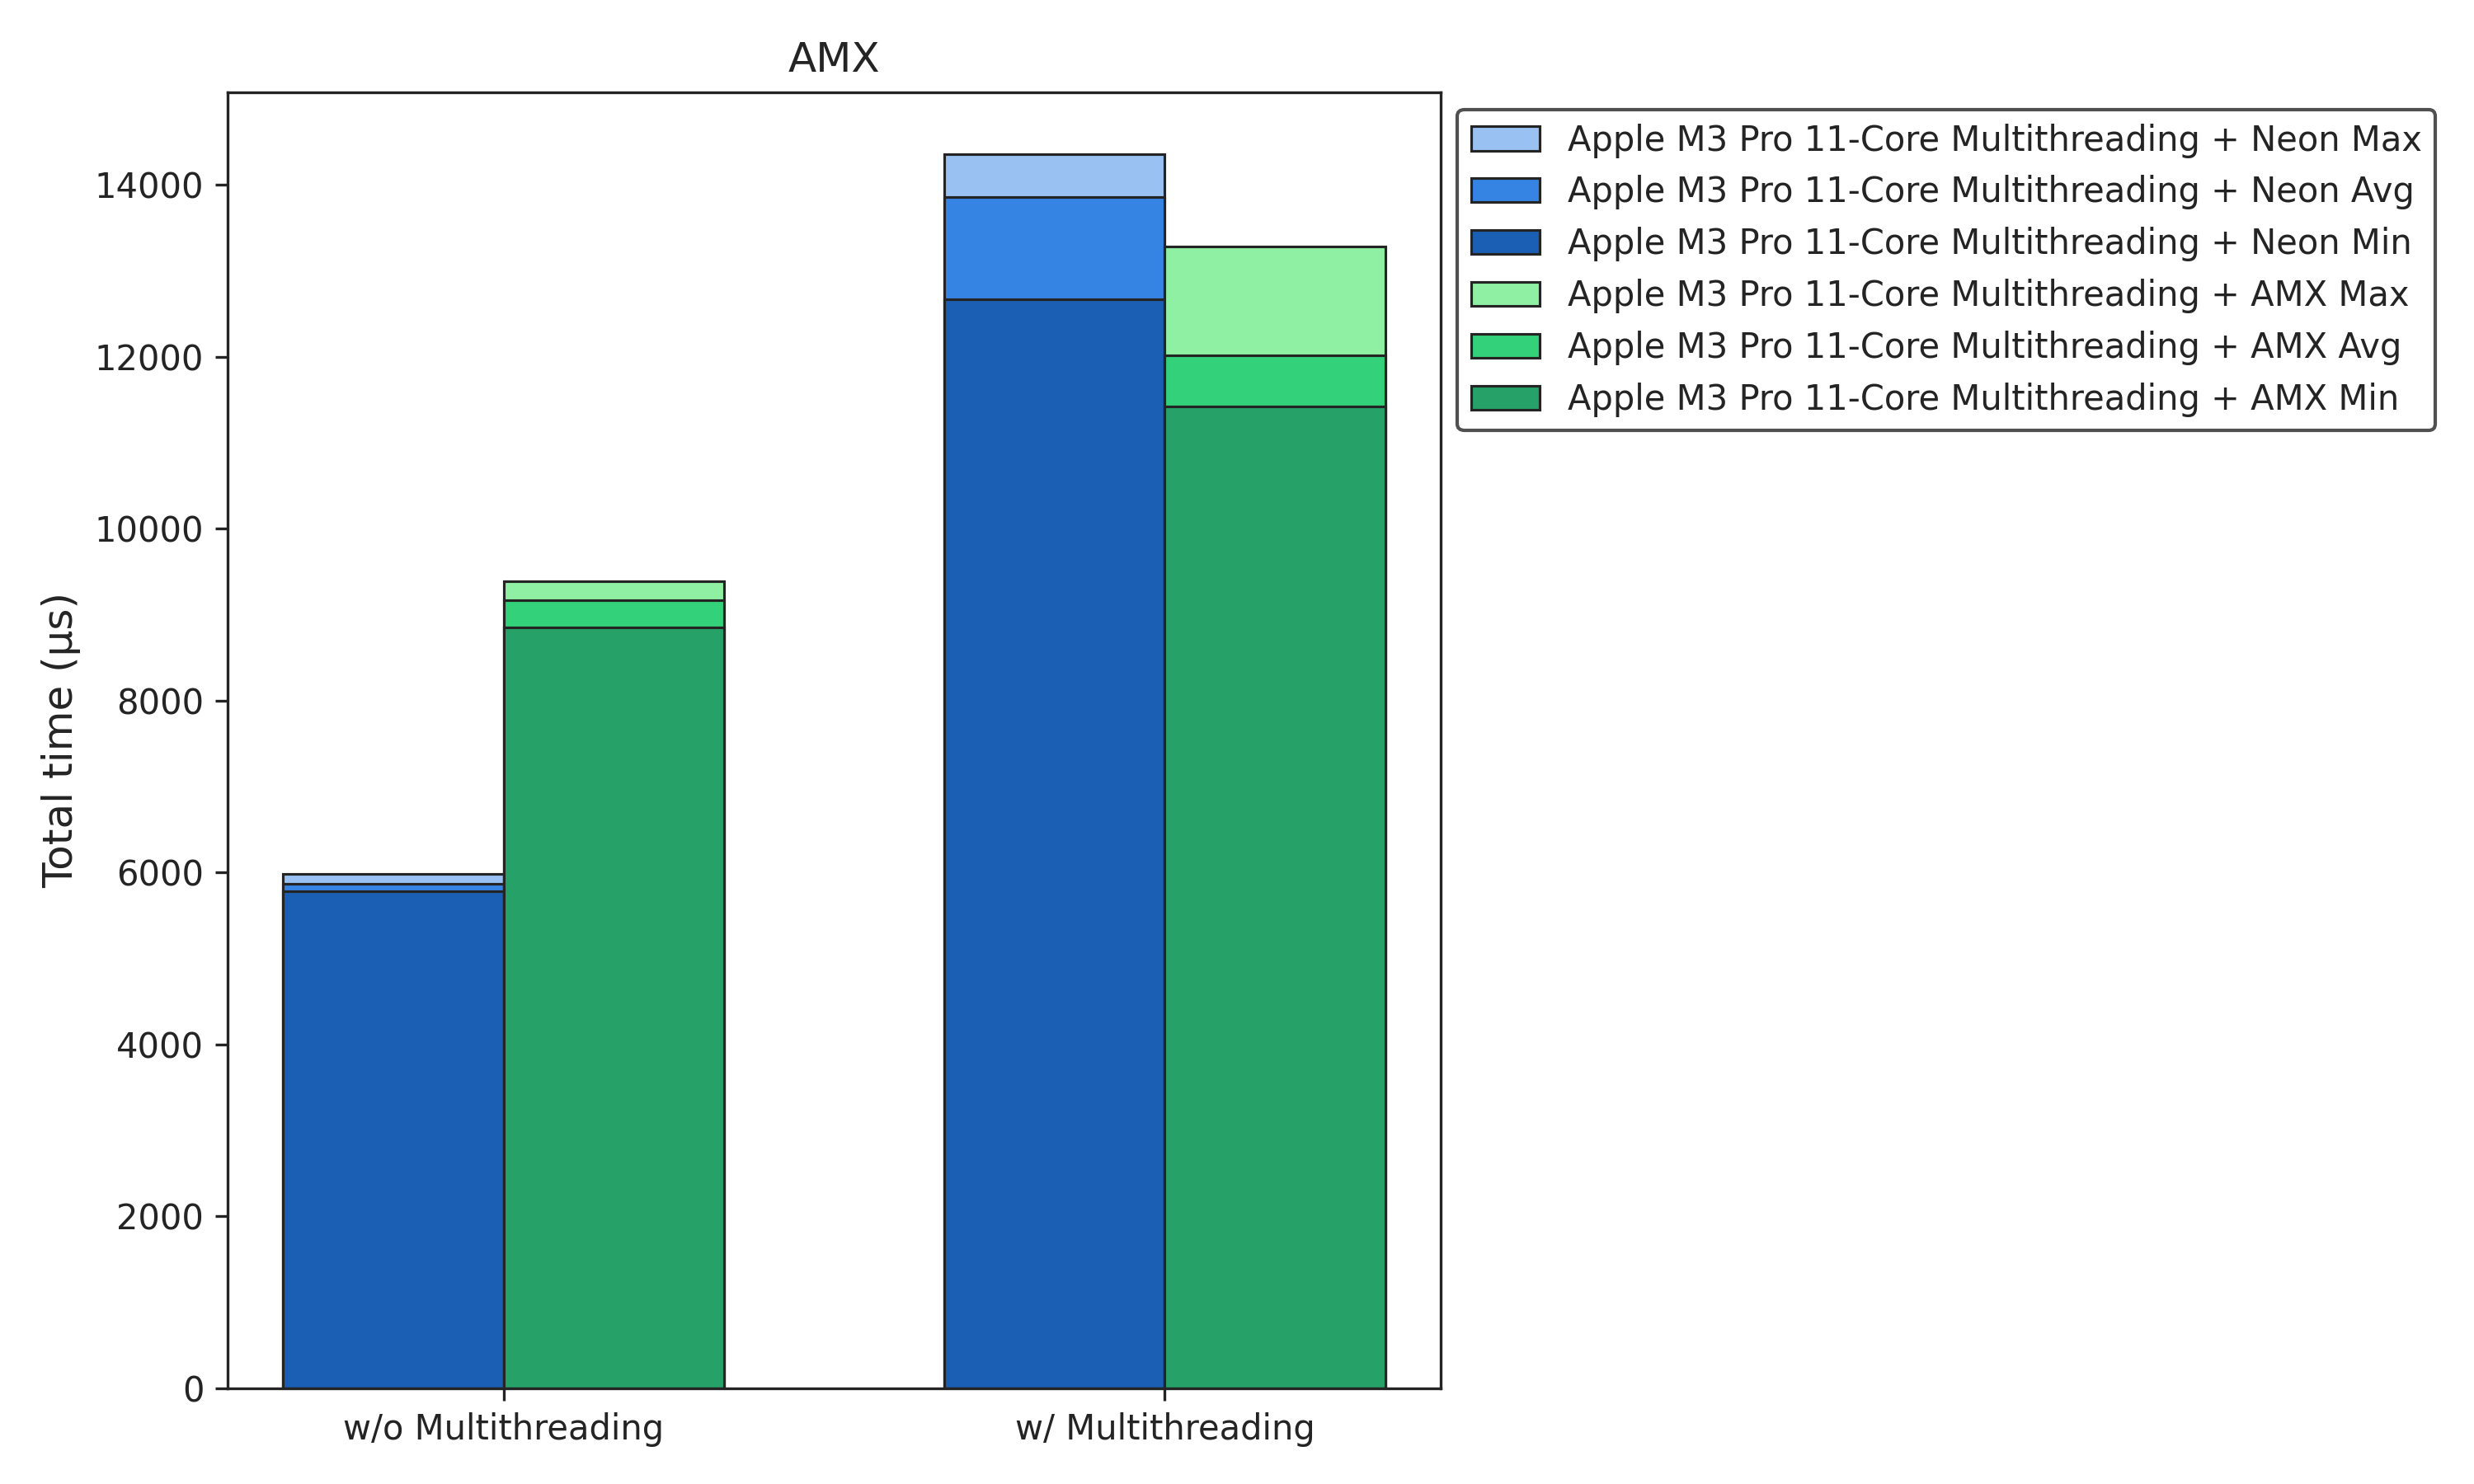 AMX
Total time (µs)
14000
12000
10000
8000
6000
4000
2000
0
w/o Multithreading
w/ Multithreading
Apple M3 Pro 11-Core Multithreading + Neon Max
Apple M3 Pro 11-Core Multithreading + Neon Avg
Apple M3 Pro 11-Core Multithreading + Neon Min
Apple M3 Pro 11-Core Multithreading + AMX Max
Apple M3 Pro 11-Core Multithreading + AMX Avg
Apple M3 Pro 11-Core Multithreading + AMX Min